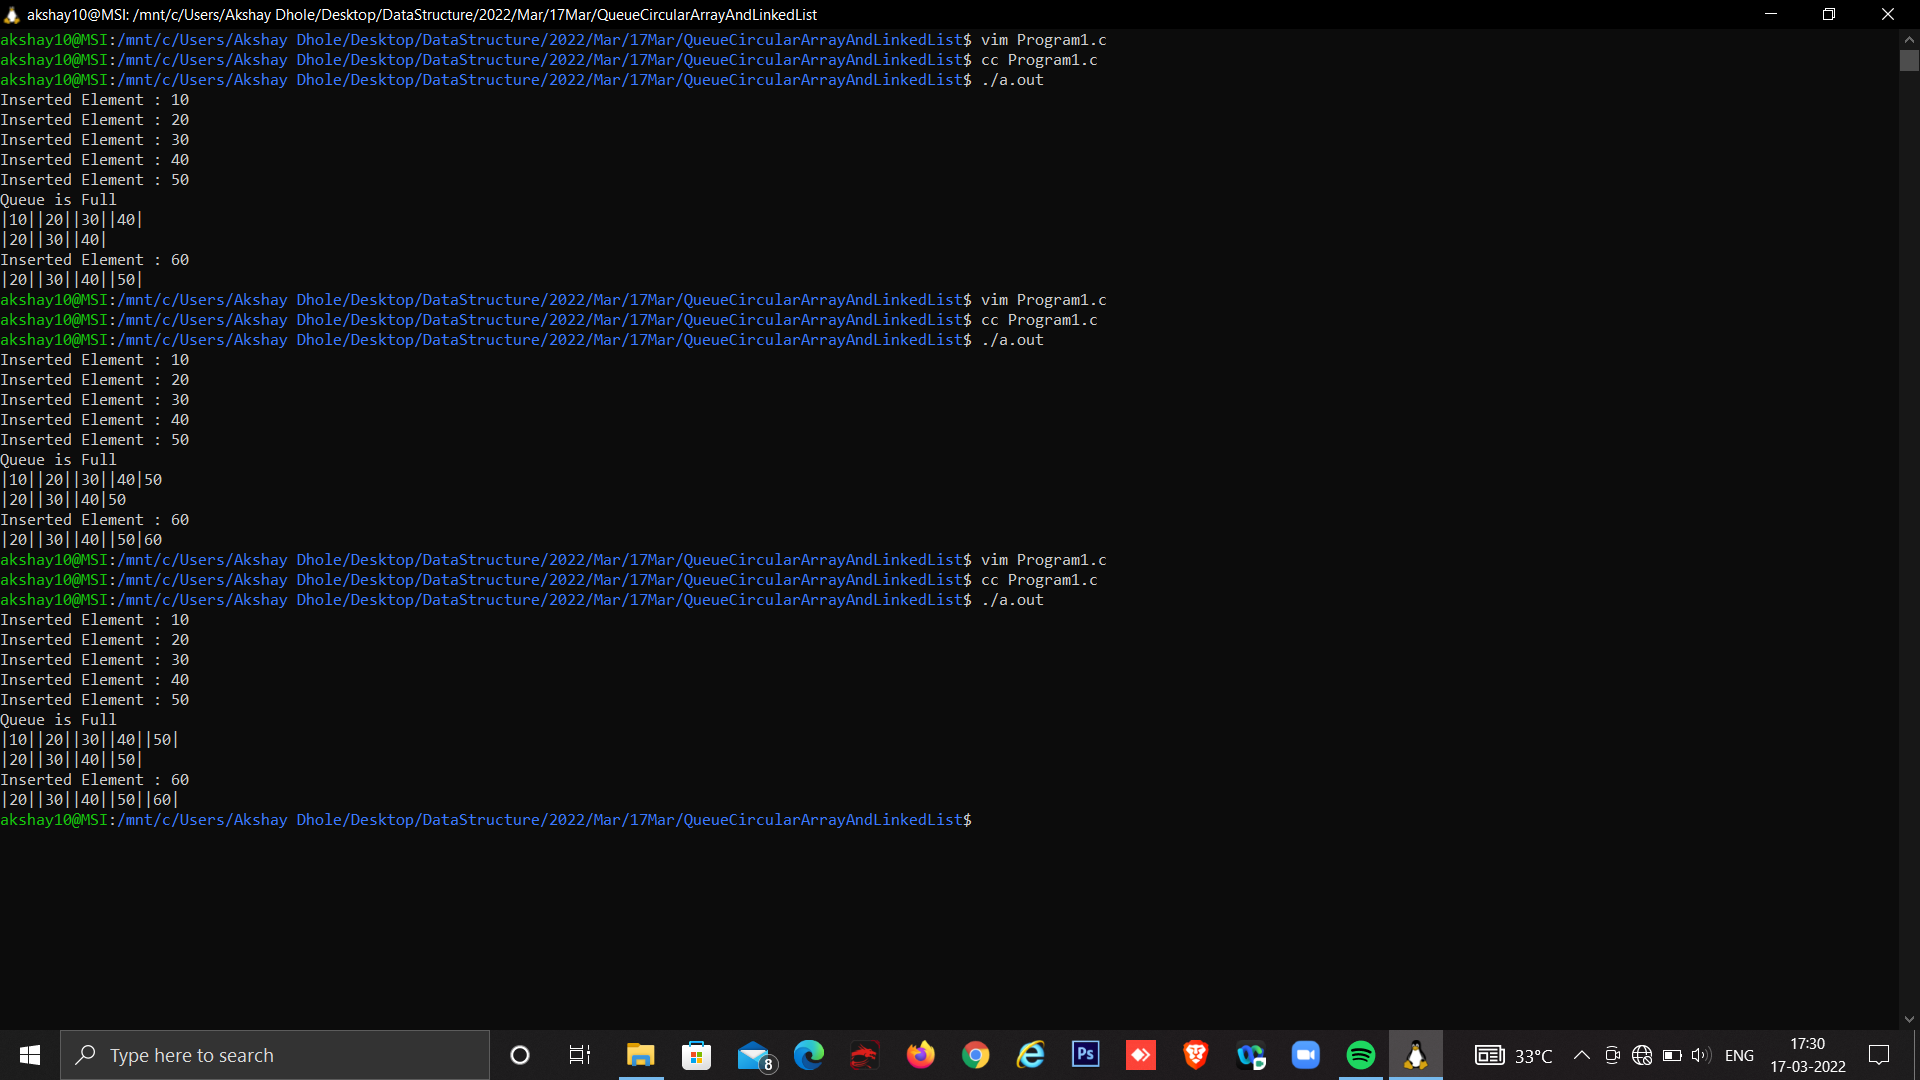 akshay10@MSI: /mnt/c/Users/Akshay Dhole/Desktop/DataStructure/2022/Mar/17Mar/QueueCircularArrayAndLinkedList
akshay10@MSI:/mnt/c/Users/Akshay Dhole/Desktop/DataStructure/2022/Mar/17Mar/QueueCircularArrayAndLinkedList$ vim Program1.c
akshay10@MSI:/mnt/c/Users/Akshay Dhole/Desktop/DataStructure/2022/Mar/17Mar/QueueCircularArrayAndLinkedList$ cc Program1.c
akshay10@MSI:/mnt/c/Users/Akshay Dhole/Desktop/DataStructure/2022/Mar/17Mar/QueueCircularArrayAndLinkedList$ ./a.out
Inserted Element : 10
Inserted Element : 20
Inserted Element : 30
Inserted Element : 40
Inserted Element : 50
Queue is Full
|10||20||30||40|
|20||30||40|
Inserted Element : 60
|20||30||40||50|
akshay10@MSI:/mnt/c/Users/Akshay Dhole/Desktop/DataStructure/2022/Mar/17Mar/QueueCircularArrayAndLinkedList$ vim Program1.c
akshay10@MSI:/mnt/c/Users/Akshay Dhole/Desktop/DataStructure/2022/Mar/17Mar/QueueCircularArrayAndLinkedList$ cc Program1.c
akshay10@MSI:/mnt/c/Users/Akshay Dhole/Desktop/DataStructure/2022/Mar/17Mar/QueueCircularArrayAndLinkedList$ ./a.out
Inserted Element : 10
Inserted Element : 20
Inserted Element : 30
Inserted Element : 40
Inserted Element : 50
Queue is Full
|10||20||30||40|50
|20||30||40|50
Inserted Element : 60
|20||30||40||50|60
akshay10@MSI:/mnt/c/Users/Akshay Dhole/Desktop/DataStructure/2022/Mar/17Mar/QueueCircularArrayAndLinkedList$ vim Program1.c
akshay10@MSI:/mnt/c/Users/Akshay Dhole/Desktop/DataStructure/2022/Mar/17Mar/QueueCircularArrayAndLinkedList$ cc Program1.c
akshay10@MSI:/mnt/c/Users/Akshay Dhole/Desktop/DataStructure/2022/Mar/17Mar/QueueCircularArrayAndLinkedList$ ./a.out
Inserted Element : 10
Inserted Element : 20
Inserted Element : 30
Inserted Element : 40
Inserted Element : 50
Queue is Full
|10||20||30||40||50|
|20||30||40||50|
Inserted Element : 60
|20||30||40||50||60|
akshay10@MSI:/mnt/c/Users/Akshay Dhole/Desktop/DataStructure/2022/Mar/17Mar/QueueCircularArrayAndLinkedList$
Type here to search
8
Ps
33°C
ENG
17:30
17-03-2022